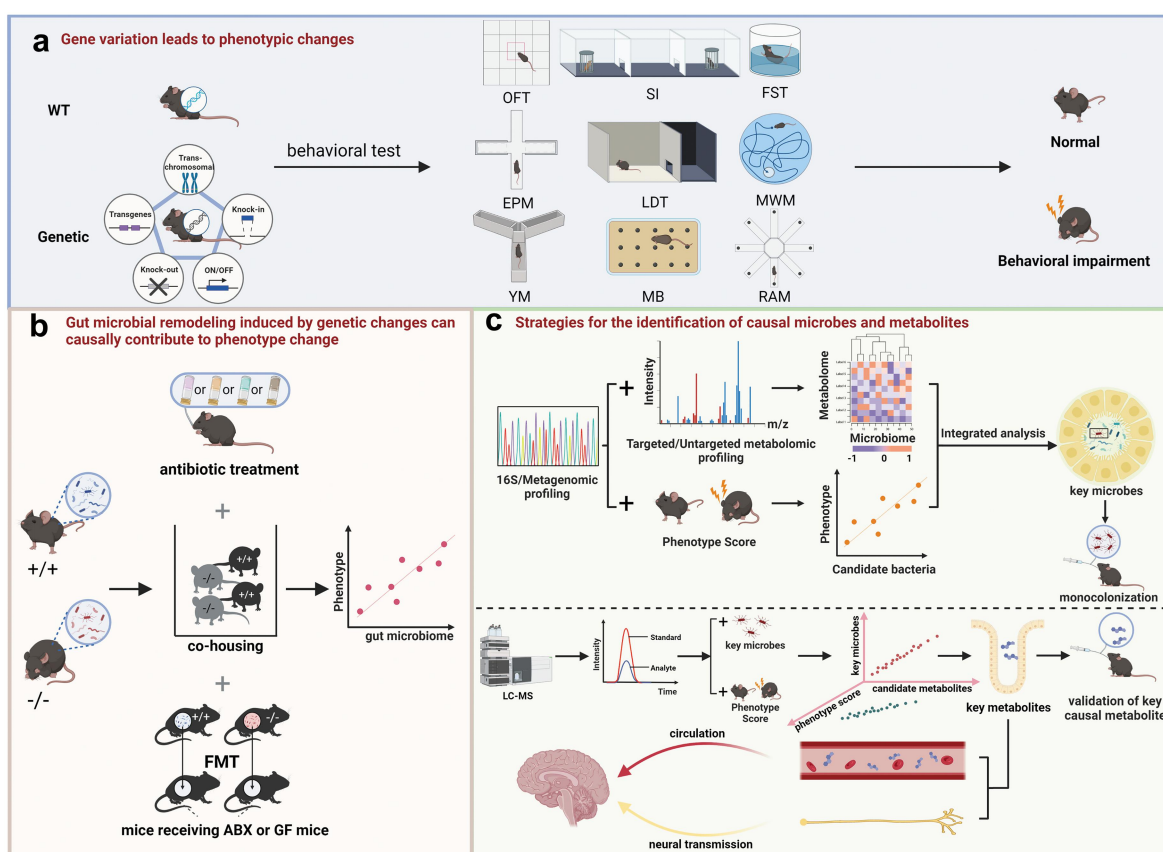 a Gene variation leads to phenotypic changes
WT
Genetic
Trans-
chromosomal
Transgenes
Knock-in
Knock-out
ON/OFF
behavioral test
OFT
SI
FST
EPM
LDT
MWM
YM
MB
RAM
Normal
Behavioral impairment
b Gut microbial remodeling induced by genetic changes can
causally contribute to phenotype change
or or or
antibiotic treatment
+
+/+
-/-
+/+
-/-
+/+
-/-
co-housing
+
+/+ -/-
FMT
mice receiving ABX or GF mice
Phenotype
gut microbiome
c Strategies for the identification of causal microbes and metabolites
16S/Metagenomic
profiling
+
Intensity
m/z
Targeted/Untargeted metabolomic
profiling
Metabolome
Microbiome
-1 0 1
+
Phenotype Score
Phenotype
Candidate bacteria
Integrated analysis
key microbes
monocolonization
LC-MS
Intensity
Standard
Analyte
Time
+
key microbes
+
Phenotype
Score
key microbes
candidate metabolites
phenotype score
key metabolites
validation of key
causal metabolite
circulation
neural transmission